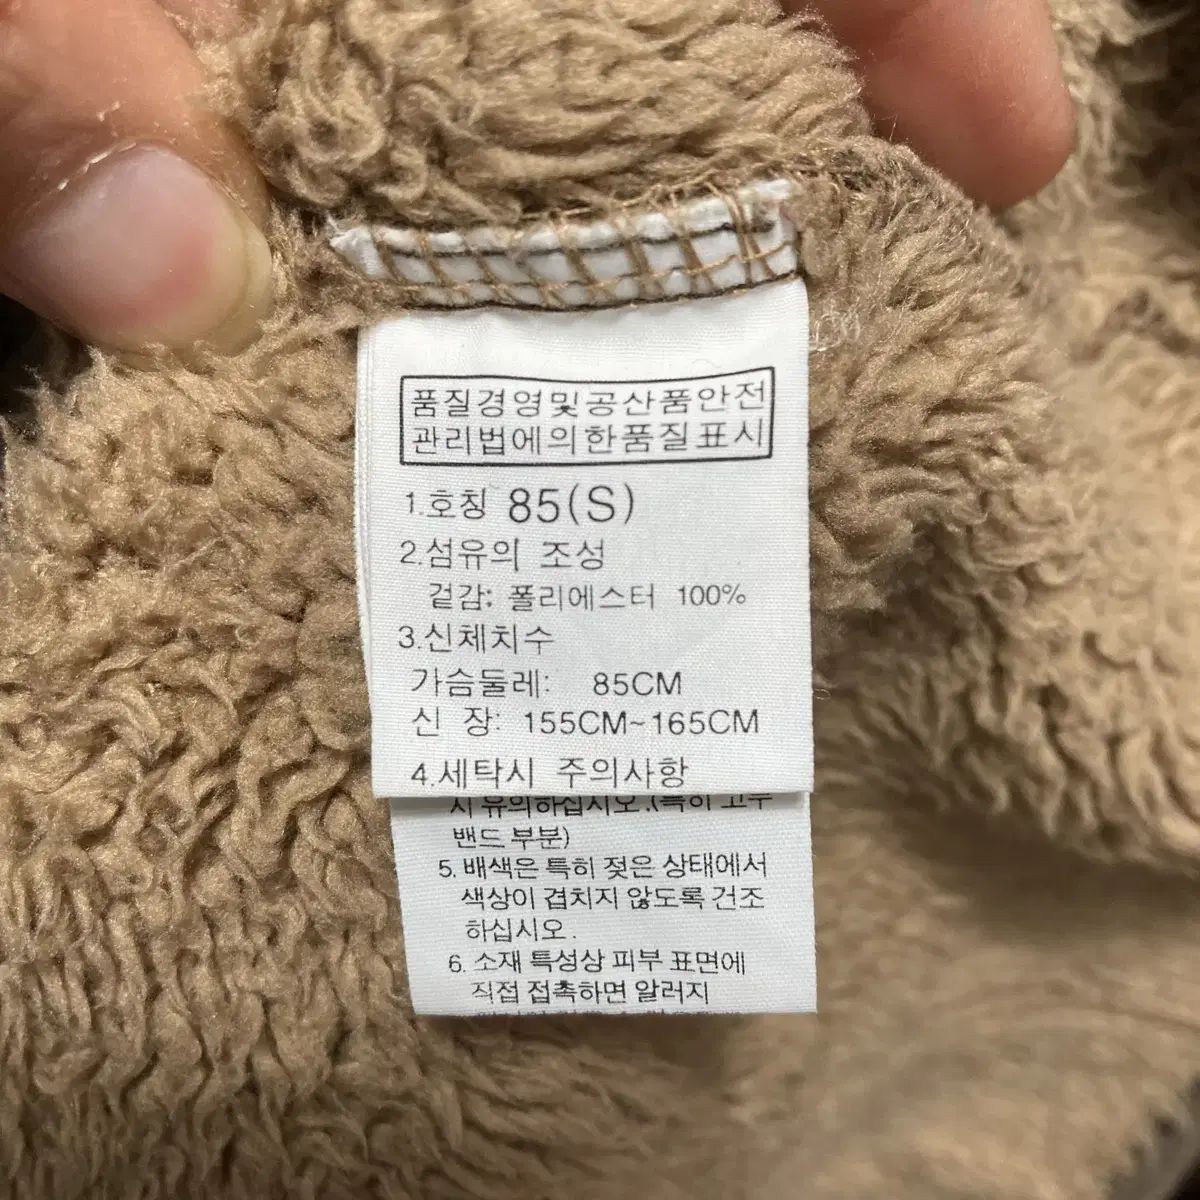 품질경영및공산품안전
관리법에의한품질표시
1.호칭 85(S)
2.섬유의 조성
겉감: 폴리에스터 100%
3.신체치수
가슴둘레: 85CM
신 장: 155CM~165CM
4.세탁시 주의사항
시 유의하십시오.(특히 고무
밴드 부분)
5. 배색은 특히 젖은 상태에서
색상이 겹치지 않도록 건조
하십시오.
6. 소재 특성상 피부 표면에
직접 접촉하면 알러지